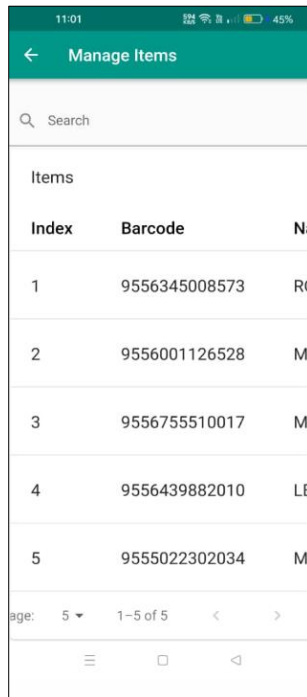 11:01 45%
Manage Items
Search
Items
Index Barcode
1 9556345008573
2 9556001126528
3 9556755510017
4 9556439882010
5 9555022302034
age: 5 1–5 of 5